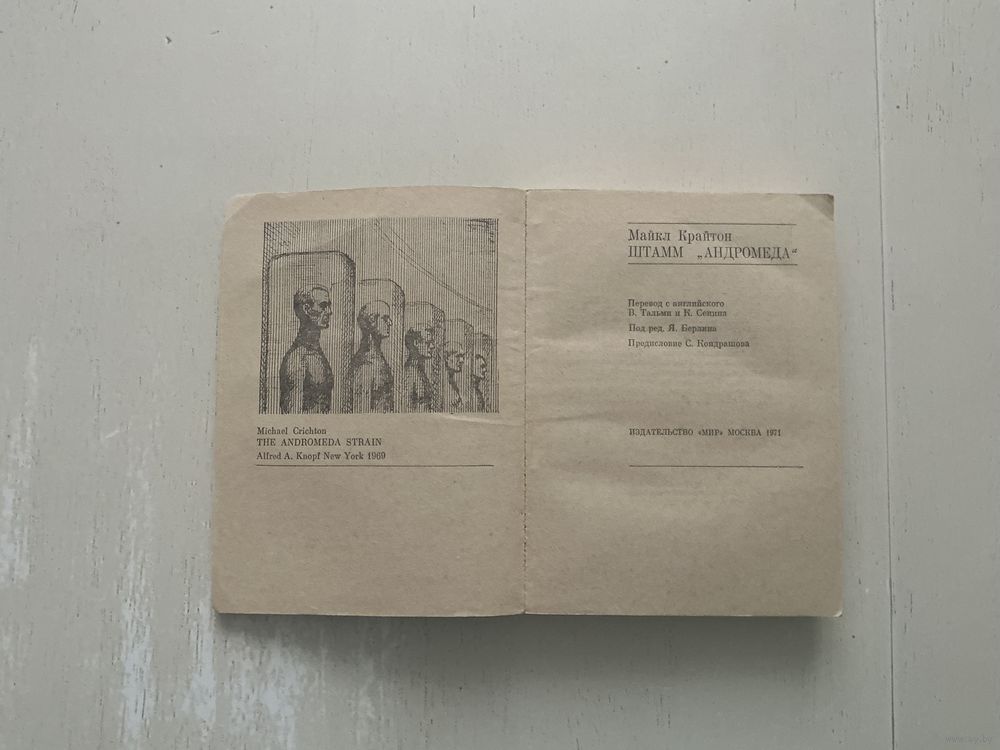 Michael Crichton
THE ANDROMEDA STRAIN
Alfred A. Knopf New York 1969
Майкл Крайтон
ШТАММ „АНДРОМЕДА“
Перевод с английского
В. Тальми и К. Сенина
Под ред. Я. Берлина
Предисловие С. Кондрашова
ИЗДАТЕЛЬСТВО «МИР» МОСКВА 1971